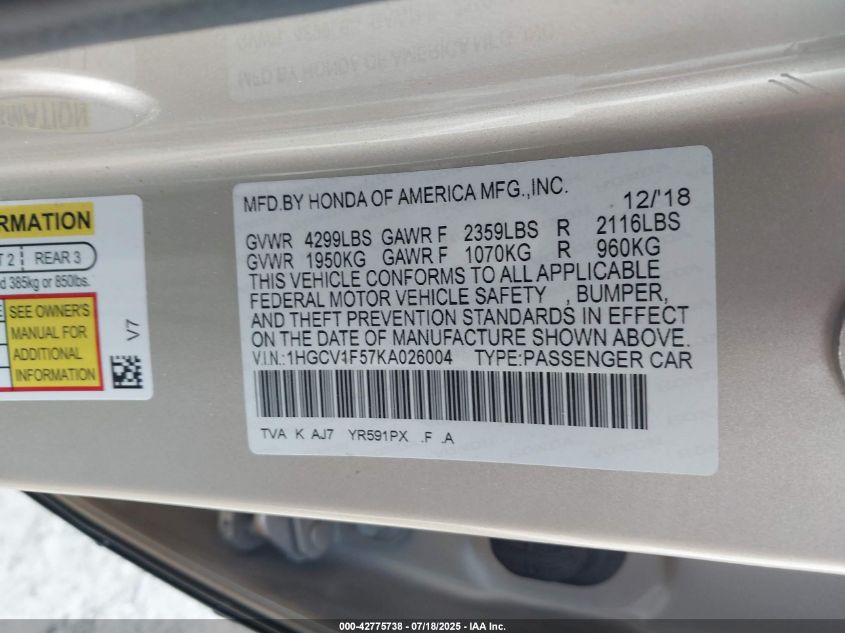 MFD.BY HONDA OF AMERICA MFG.,INC. 12/'18
GVWR 4299LBS GAWR F 2359LBS R 2116LBS
GVWR 1950KG GAWR F 1070KG R 960KG
THIS VEHICLE CONFORMS TO ALL APPLICABLE
FEDERAL MOTOR VEHICLE SAFETY , BUMPER,
AND THEFT PREVENTION STANDARDS IN EFFECT
ON THE DATE OF MANUFACTURE SHOWN ABOVE.
V.I.N.:1HGCV1F57KA026004 TYPE:PASSENGER CAR
TVA K AJ7 YR591PX .F .A
RMATION
2 REAR 3
385kg or 850lbs.
SEE OWNER'S
MANUAL FOR
ADDITIONAL
INFORMATION
V7
000-42775738 - 07/18/2025 - IAA Inc.